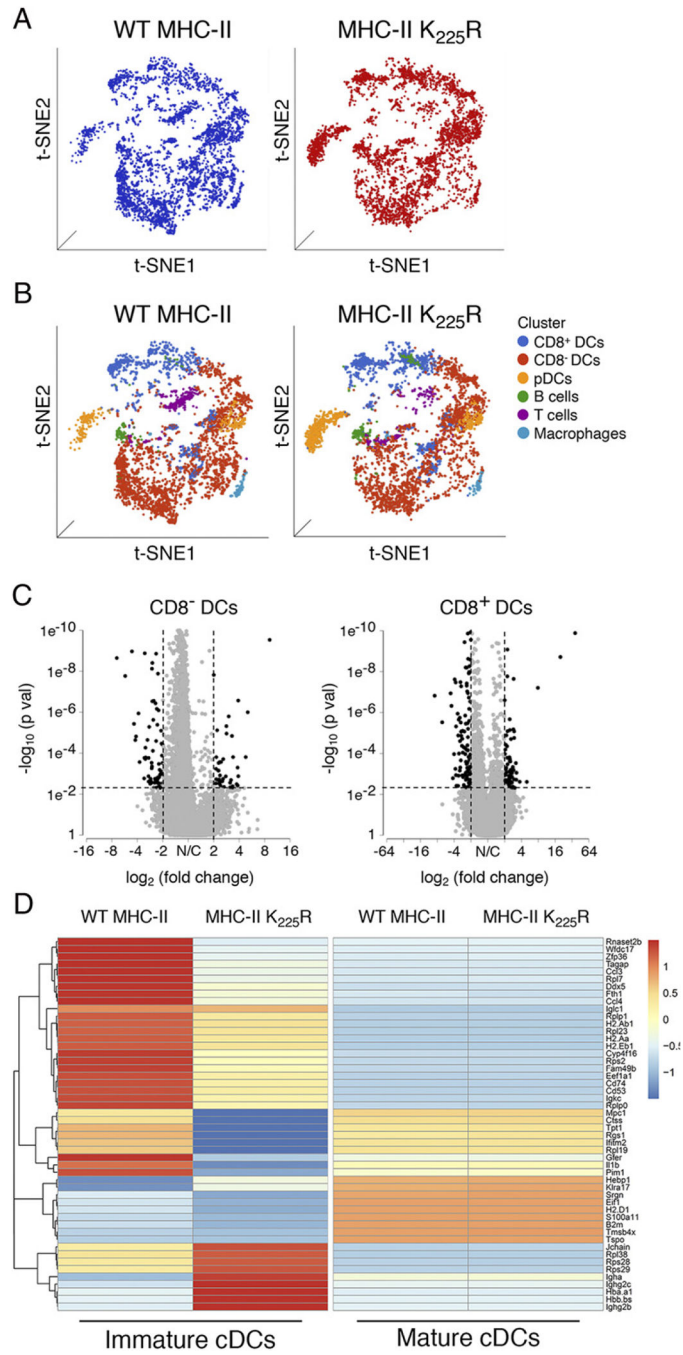 A
WT MHC-II
MHC-II K225R
t-SNE2
t-SNE2
t-SNE1
t-SNE1
B
WT MHC-II
MHC-II K225R
Cluster
CD8+ DCs
CD8- DCs
pDCs
B cells
T cells
Macrophages
t-SNE2
t-SNE2
t-SNE1
t-SNE1
C
CD8- DCs
CD8+ DCs
-log10 (p val)
1e-10
1e-8
1e-6
1e-4
1e-2
1
-16 -8 -4 -2 N/C 2 4 8 16
log2 (fold change)
-log10 (p val)
1e-10
1e-8
1e-6
1e-4
1e-2
1
-64 -16 -4 N/C 4 16 64
log2 (fold change)
D
WT MHC-II
MHC-II K225R
WT MHC-II
MHC-II K225R
Rnaset2b
Wfdc17
Zfp36
Tagap
Ccl3
Rpl7
Ddx5
Fth1
Ccl4
Iglc1
Rplp1
H2.Ab1
Rpl23
H2.Aa
H2.Eb1
Cyp4f16
Rps2
Fam49b
Eef1a1
Cd74
Cd53
Igkc
Rplp0
Mpc1
Ctss
Tpt1
Rgs1
Ifitm2
Rpl19
Gfer
Il1b
Pim1
Hebp1
Klra17
Srgn
Eif1
H2.D1
S100a11
B2m
Tmsb4x
Tspo
Jchain
Rpl38
Rps28
Rps29
Igha
Ighg2c
Hba.a1
Hbb.bs
Ighg2b
1
0.5
0
-0.5
-1
Immature cDCs
Mature cDCs